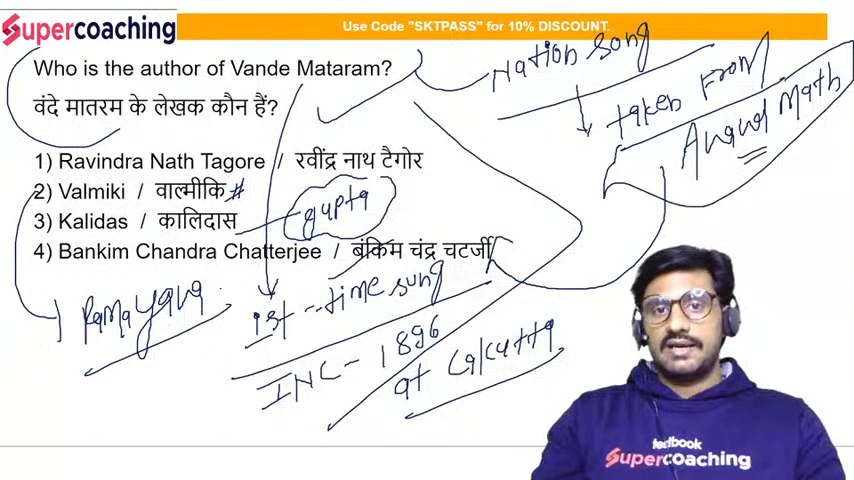 Supercoaching
Use Code "SKTPASS" for 10% DISCOUNT.
Who is the author of Vande Mataram?
वंदे मातरम के लेखक कौन हैं?
1) Ravindra Nath Tagore / रवींद्र नाथ टैगोर
2) Valmiki / वाल्मीकि
3) Kalidas / कालिदास
4) Bankim Chandra Chatterjee / बंकिम चंद्र चटर्जी
Nation song
taken From
Anand Math
gupta
Ramayana
1st - time sung
INC - 1896
at Calcutta
testbook
Supercoaching